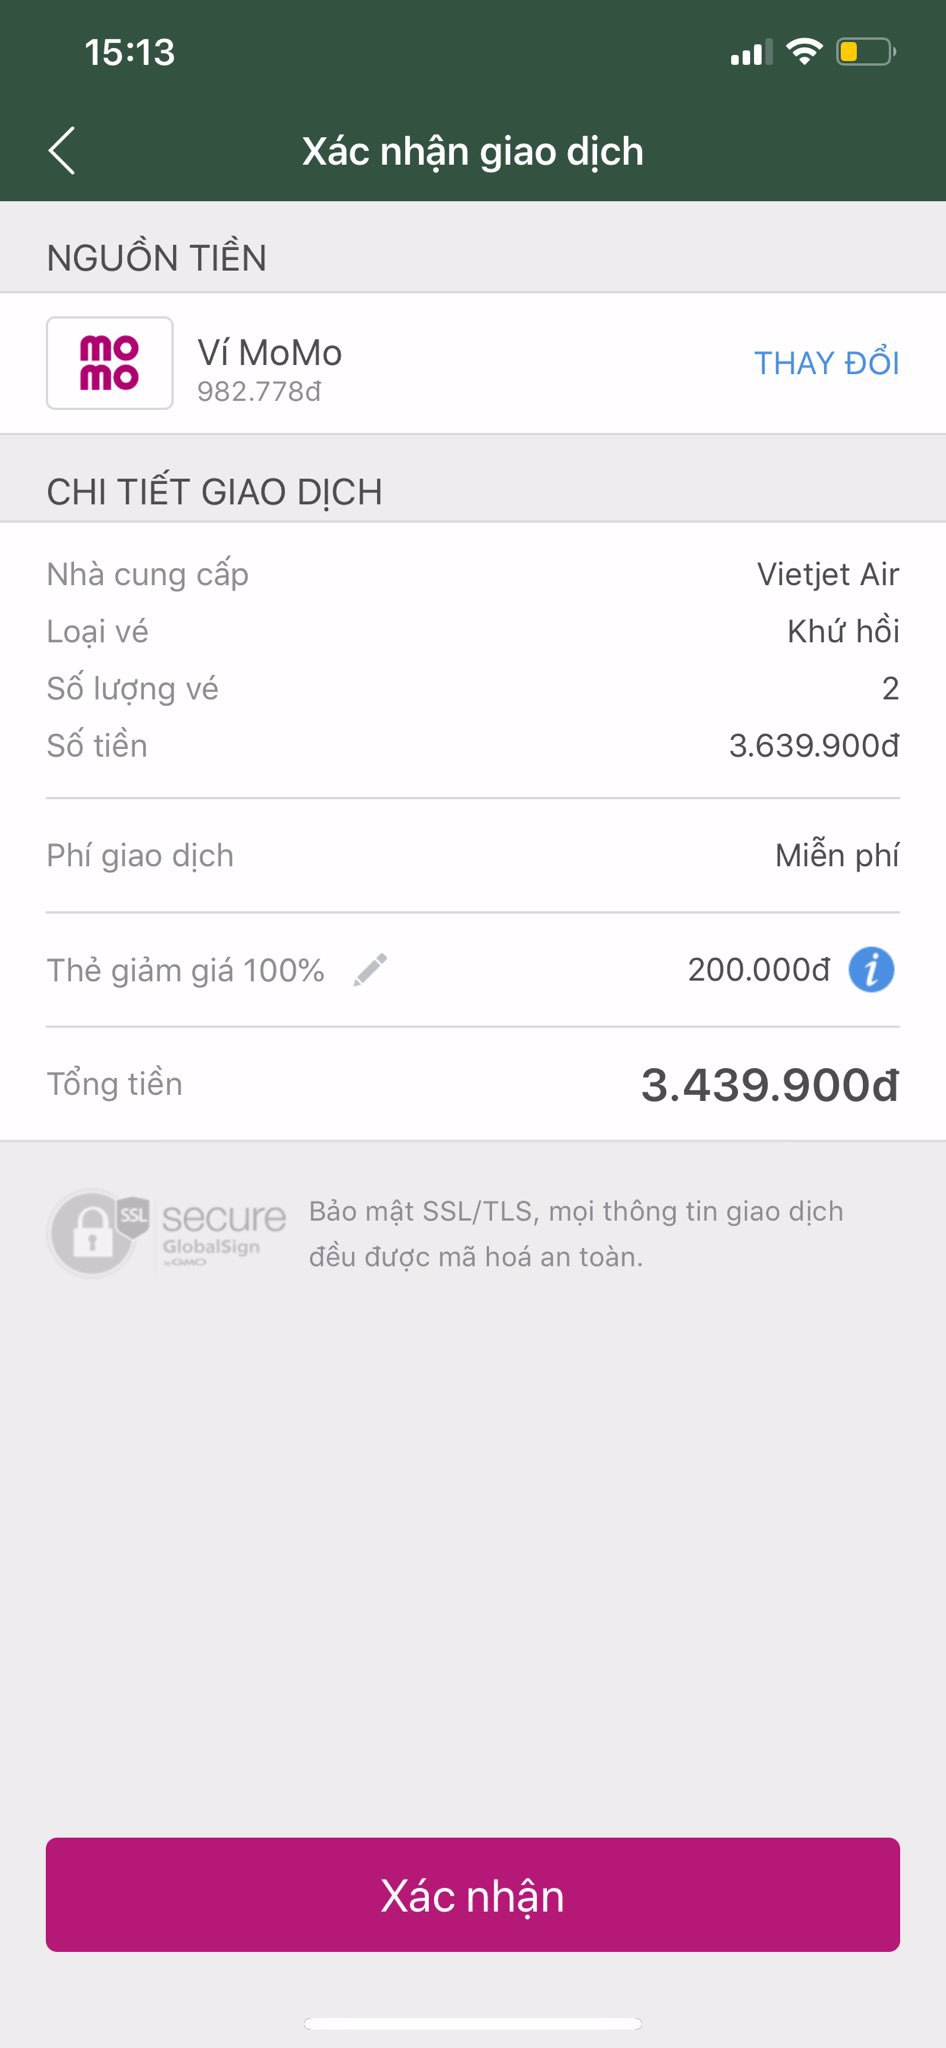 15:13
Xác nhận giao dịch
NGUỒN TIỀN
mo
mo
Ví MoMo
982.778đ
THAY ĐỔI
CHI TIẾT GIAO DỊCH
Nhà cung cấp
Vietjet Air
Loại vé
Khứ hồi
Số lượng vé
2
Số tiền
3.639.900đ
Phí giao dịch
Miễn phí
Thẻ giảm giá 100%
200.000đ
i
Tổng tiền
3.439.900đ
SSL
secure
GlobalSign
by GMO
Bảo mật SSL/TLS, mọi thông tin giao dịch
đều được mã hoá an toàn.
Xác nhận